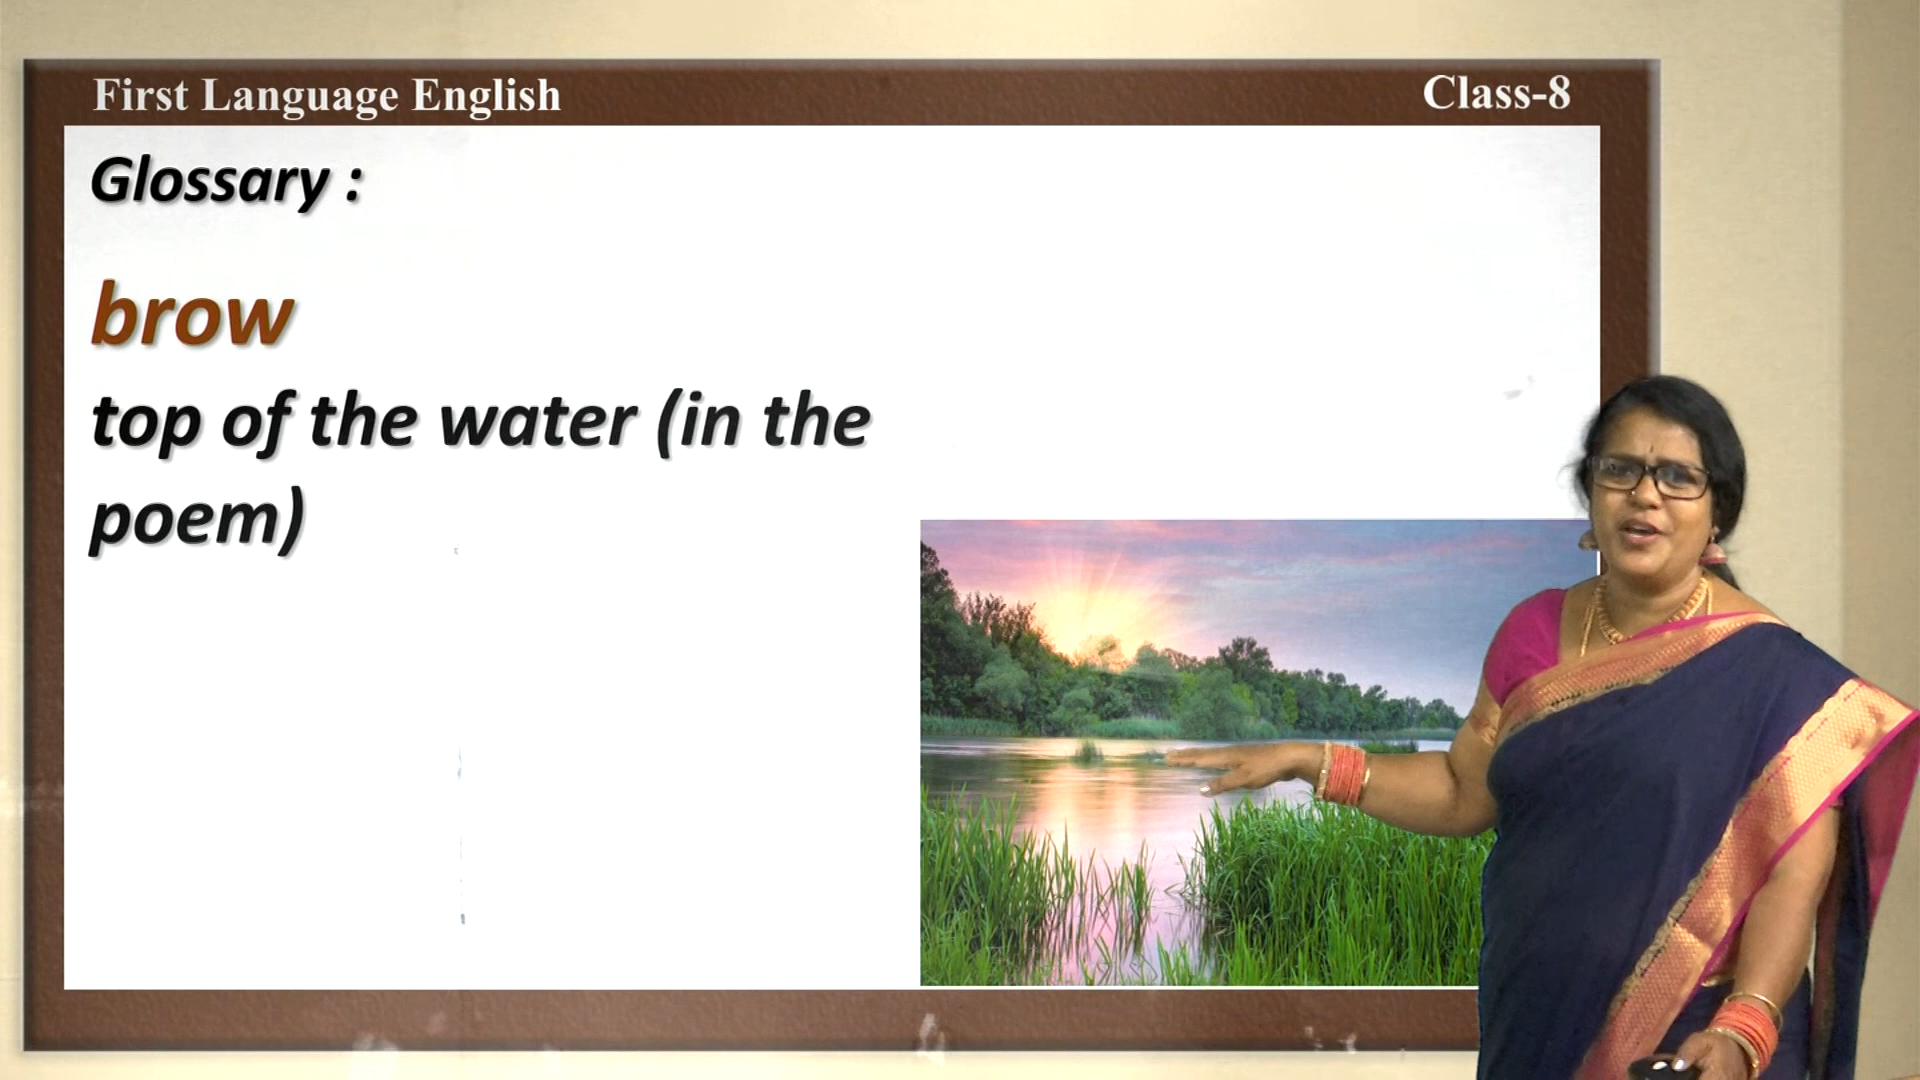 First Language English
Class-8
Glossary :
brow
top of the water (in the
poem)